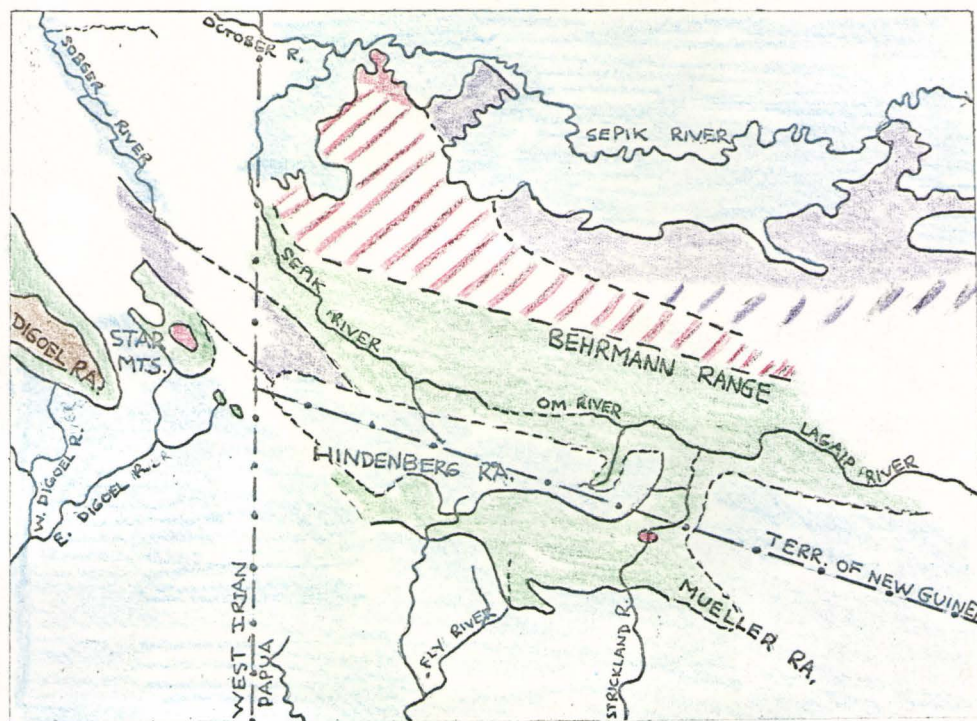 OCTOBER R.
SOBGER
RIVER
SEPIK RIVER
SEPIK
RIVER
DIGOEL RA.
STAR
MTS.
BEHRMANN RANGE
OM RIVER
LAGAIP RIVER
W. DIGOEL R.
E. DIGOEL RIVER
HINDENBERG RA.
TERR. OF NEW GUINEA
MUELLER RA.
FLY RIVER
STRICKLAND R.
WEST IRIAN
PAPUA